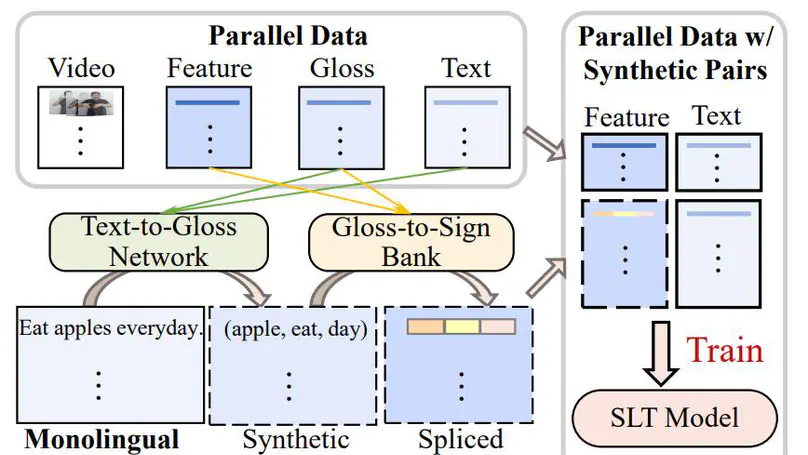 Parallel Data
Video
Feature
Gloss
Text
Parallel Data w/
Synthetic Pairs
Feature
Text
Text-to-Gloss
Network
Gloss-to-Sign
Bank
Eat apples everyday.
(apple, eat, day)
Monolingual
Synthetic
Spliced
Train
SLT Model